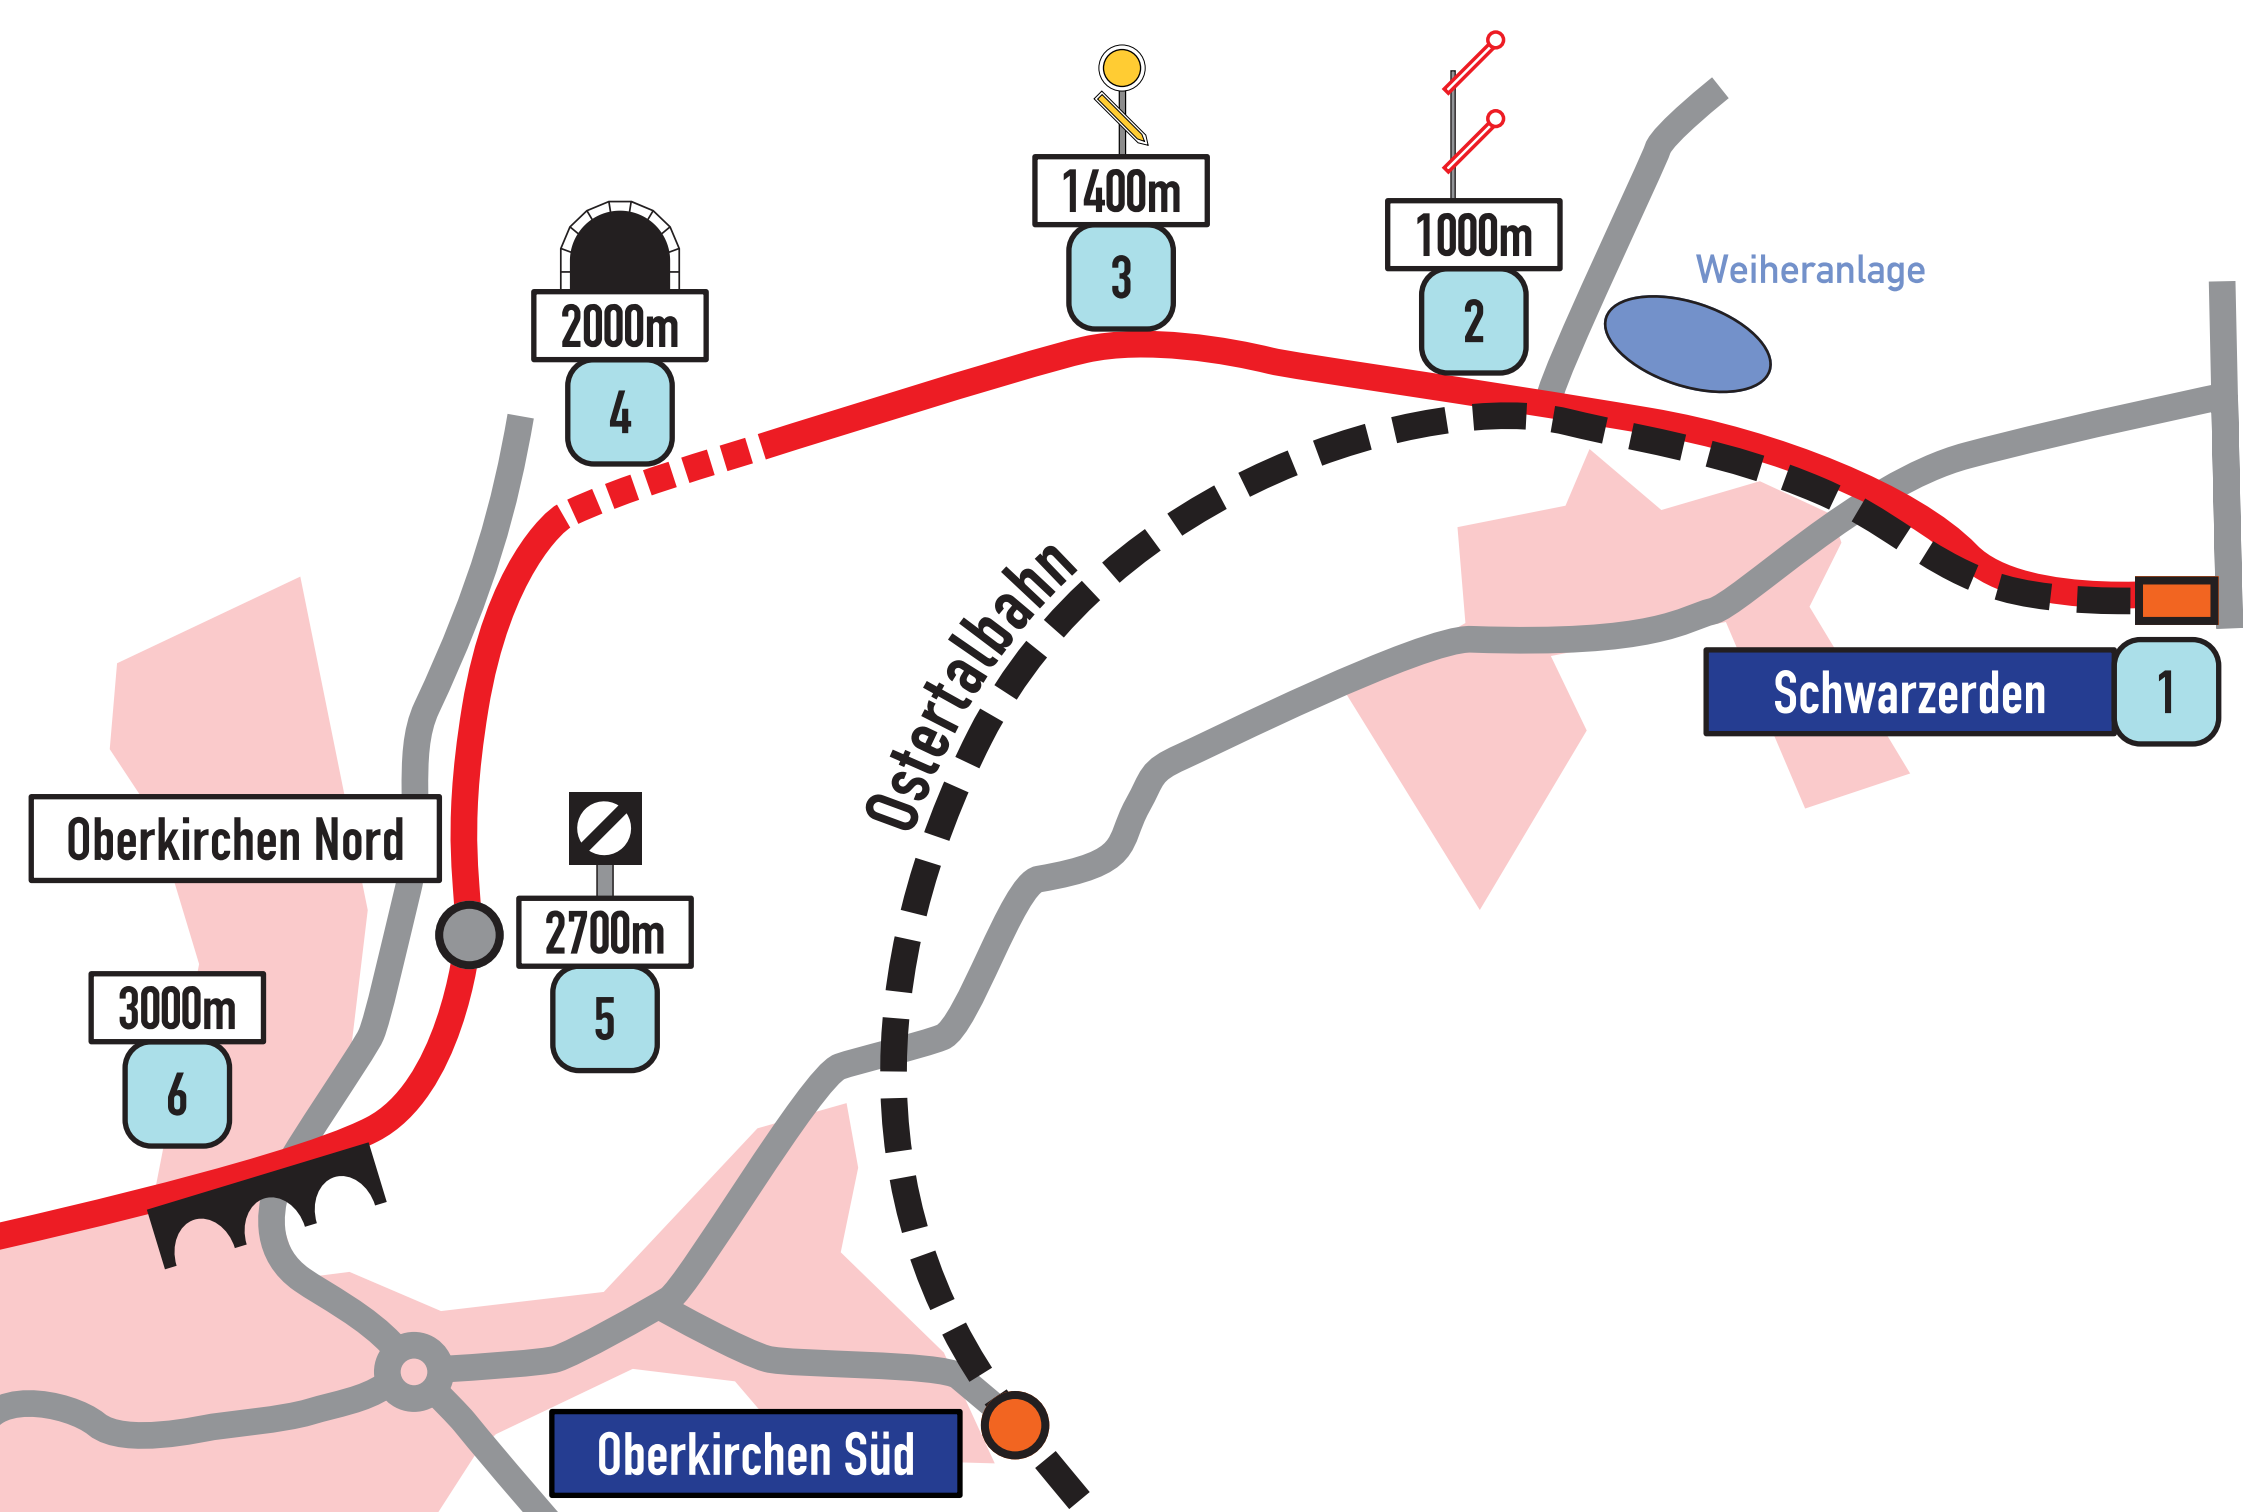 1400m
3
1000m
2
Weiheranlage
2000m
4
Ostertalbahn
Schwarzerden
1
Oberkirchen Nord
2700m
5
3000m
6
Oberkirchen Süd